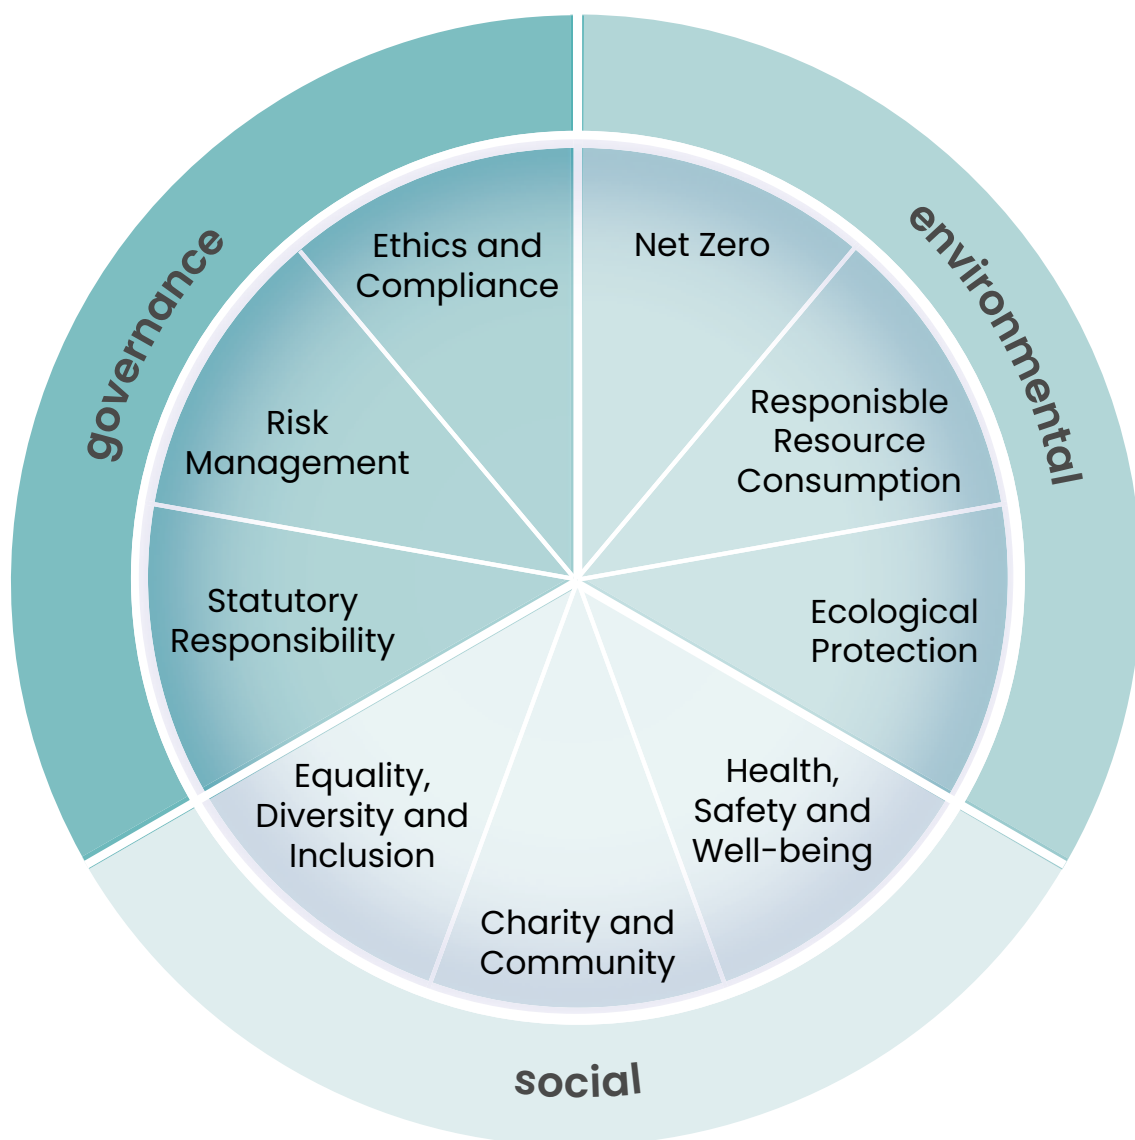 governance
environmental
social
Ethics and
Compliance
Net Zero
Responisble
Resource
Consumption
Risk
Management
Statutory
Responsibility
Ecological
Protection
Equality,
Diversity and
Inclusion
Health,
Safety and
Well-being
Charity and
Community